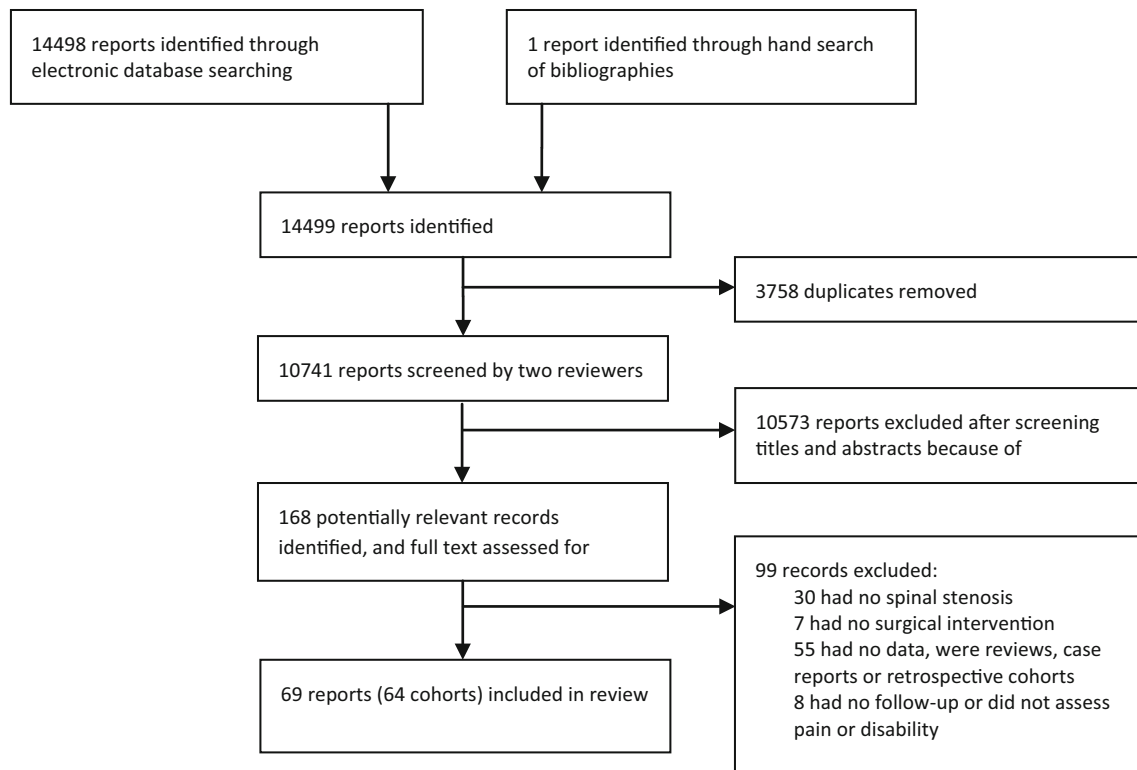 14498 reports identified through
electronic database searching
1 report identified through hand search
of bibliographies
14499 reports identified
3758 duplicates removed
10741 reports screened by two reviewers
10573 reports excluded after screening
titles and abstracts because of
168 potentially relevant records
identified, and full text assessed for
99 records excluded:
30 had no spinal stenosis
7 had no surgical intervention
55 had no data, were reviews, case
reports or retrospective cohorts
8 had no follow-up or did not assess
pain or disability
69 reports (64 cohorts) included in review